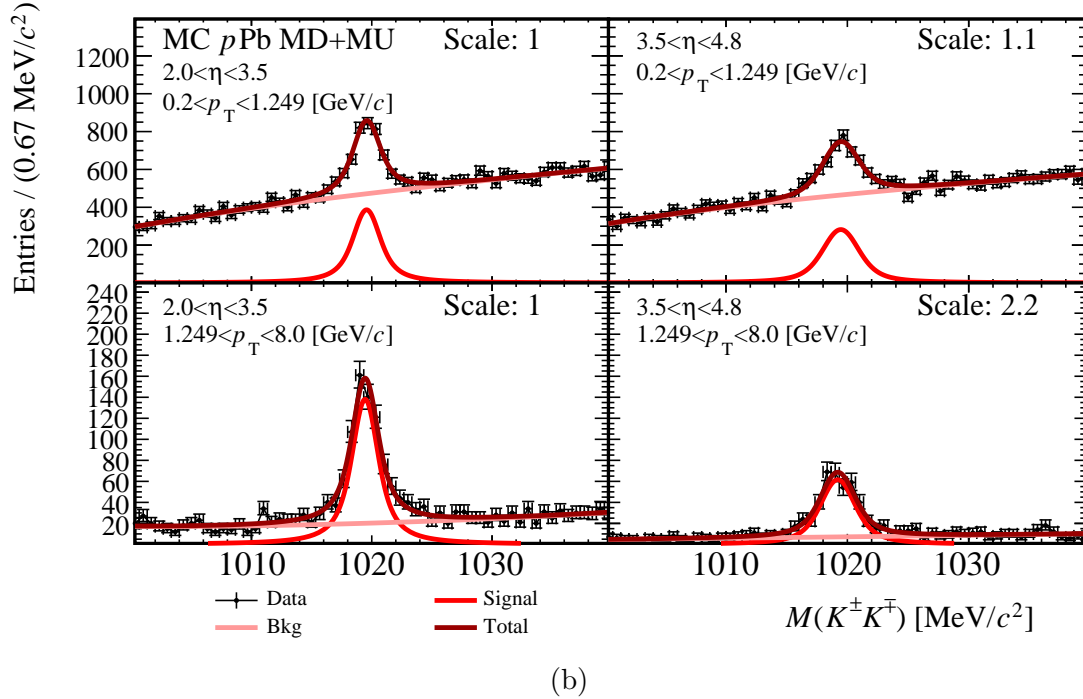 MC pPb MD+MU Scale: 1
2.0<η<3.5
0.2<p_T<1.249 [GeV/c]
3.5<η<4.8 Scale: 1.1
0.2<p_T<1.249 [GeV/c]
Entries / (0.67 MeV/c²)
1200
1000
800
600
400
200
2.0<η<3.5 Scale: 1
1.249<p_T<8.0 [GeV/c]
3.5<η<4.8 Scale: 2.2
1.249<p_T<8.0 [GeV/c]
240
220
200
180
160
140
120
100
80
60
40
20
1010 1020 1030 1010 1020 1030
Data Signal
Bkg Total
M(K±K∓) [MeV/c²]
(b)